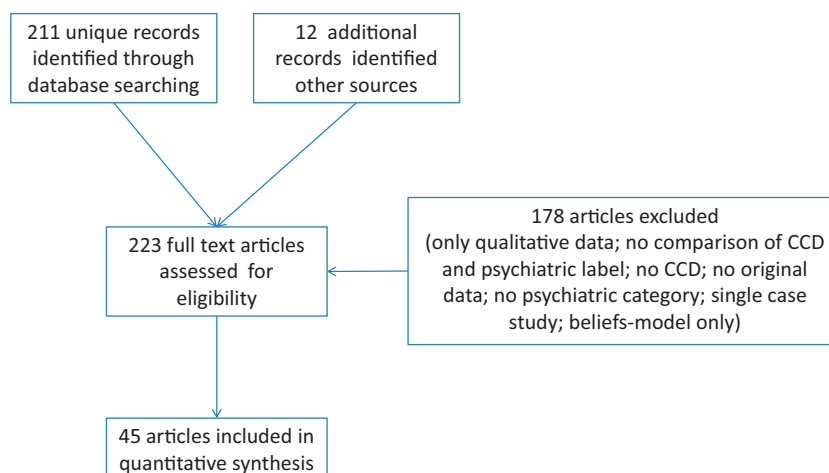 211 unique records
identified through
database searching
12 additional
records identified
other sources
223 full text articles
assessed for
eligibility
178 articles excluded
(only qualitative data; no comparison of CCD
and psychiatric label; no CCD; no original
data; no psychiatric category; single case
study; beliefs-model only)
45 articles included in
quantitative synthesis